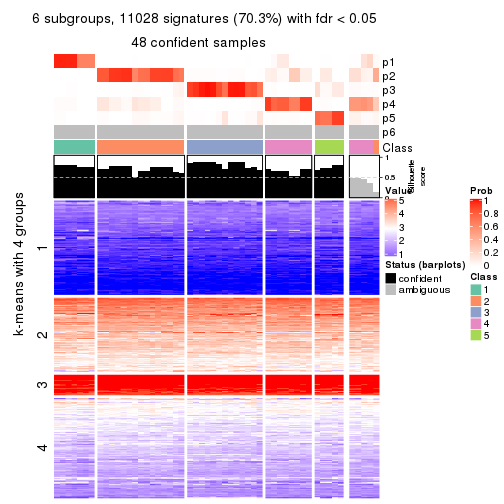 6 subgroups, 11028 signatures (70.3%) with fdr < 0.05
48 confident samples
p1
p2
p3
p4
p5
p6
Class
1
0.5
0
Silhouette
score
k-means with 4 groups
1
2
3
4
Value
5
4
3
2
1
Status (barplots)
confident
ambiguous
Prob
1
0.8
0.6
0.4
0.2
0
Class
1
2
3
4
5